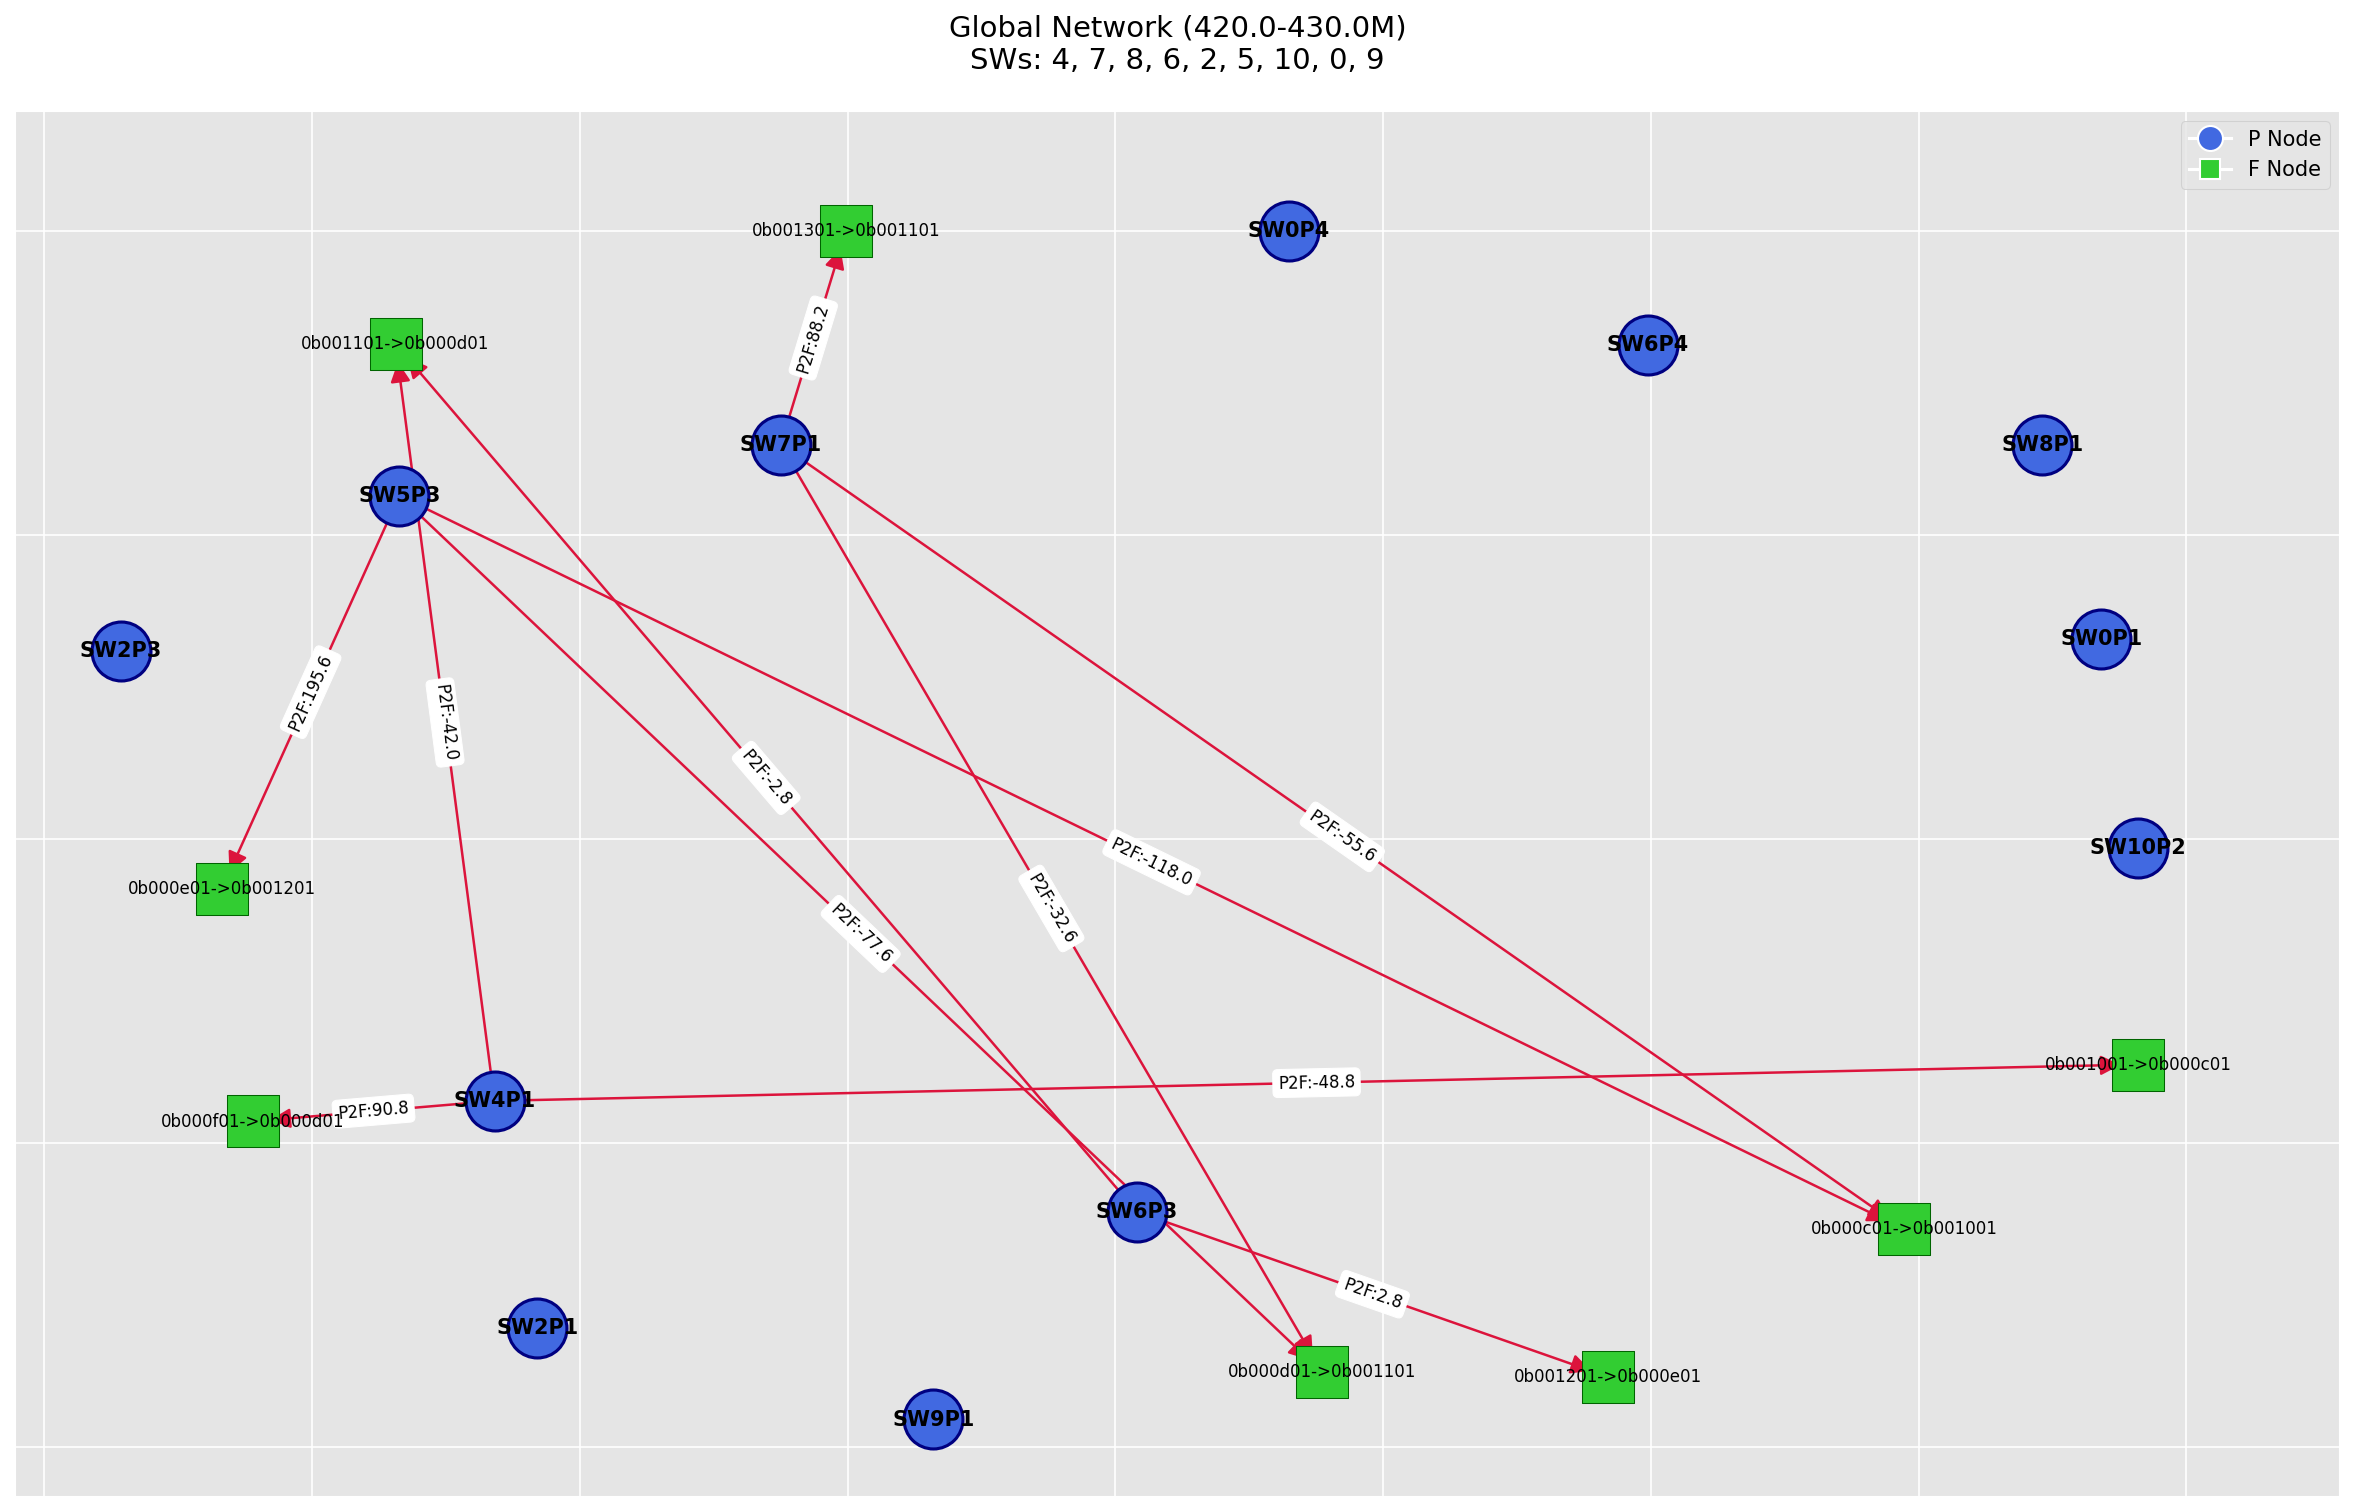 Global Network (420.0-430.0M)
SWs: 4, 7, 8, 6, 2, 5, 10, 0, 9
P Node
F Node
0b001301->0b001101
SW0P4
0b001101->0b000d01
SW6P4
P2F:88.2
SW7P1
SW8P1
SW5P3
SW2P3
SW0P1
P2F:195.6
P2F:-42.0
P2F:-2.8
P2F:-55.6
SW10P2
P2F:-118.0
0b000e01->0b001201
P2F:-32.6
P2F:-77.6
0b001001->0b000c01
P2F:-48.8
SW4P1
P2F:90.8
0b000f01->0b000d01
SW6P3
0b000c01->0b001001
P2F:2.8
SW2P1
0b000d01->0b001101
0b001201->0b000e01
SW9P1